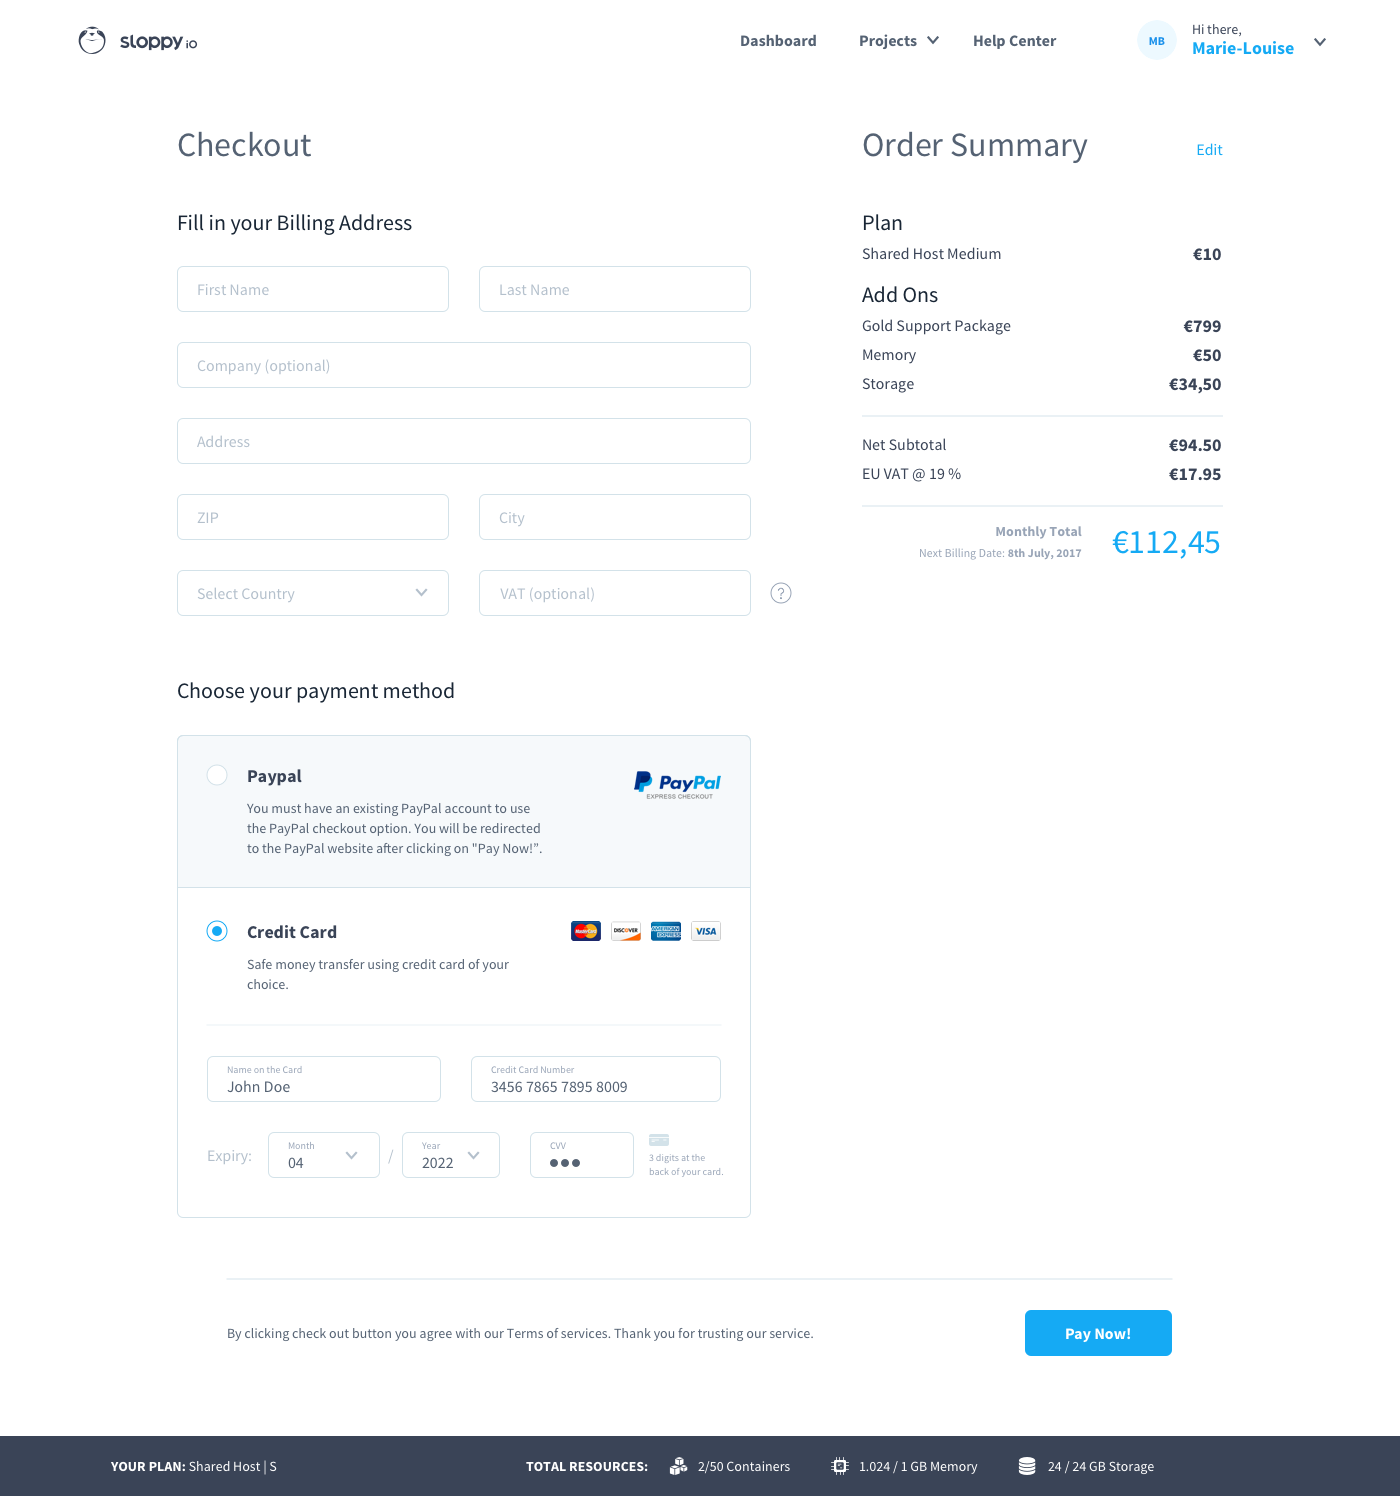 sloppy io
Dashboard
Projects
Help Center
MB
Hi there,
Marie-Louise
Checkout
Fill in your Billing Address
First Name
Last Name
Company (optional)
Address
ZIP
City
Select Country
VAT (optional)
?
Order Summary
Edit
Plan
Shared Host Medium €10
Add Ons
Gold Support Package €799
Memory €50
Storage €34,50
Net Subtotal €94.50
EU VAT @ 19 % €17.95
Monthly Total
Next Billing Date: 8th July, 2017
€112,45
Choose your payment method
Paypal
You must have an existing PayPal account to use
the PayPal checkout option. You will be redirected
to the PayPal website after clicking on "Pay Now!”.
PayPal
EXPRESS CHECKOUT
Credit Card
Safe money transfer using credit card of your
choice.
MasterCard
DISCOVER
AMERICAN
EXPRESS
VISA
Name on the Card
John Doe
Credit Card Number
3456 7865 7895 8009
Expiry:
Month
04
/
Year
2022
CVV
3 digits at the
back of your card.
By clicking check out button you agree with our Terms of services. Thank you for trusting our service.
Pay Now!
YOUR PLAN: Shared Host | S
TOTAL RESOURCES:
2/50 Containers
1.024 / 1 GB Memory
24 / 24 GB Storage